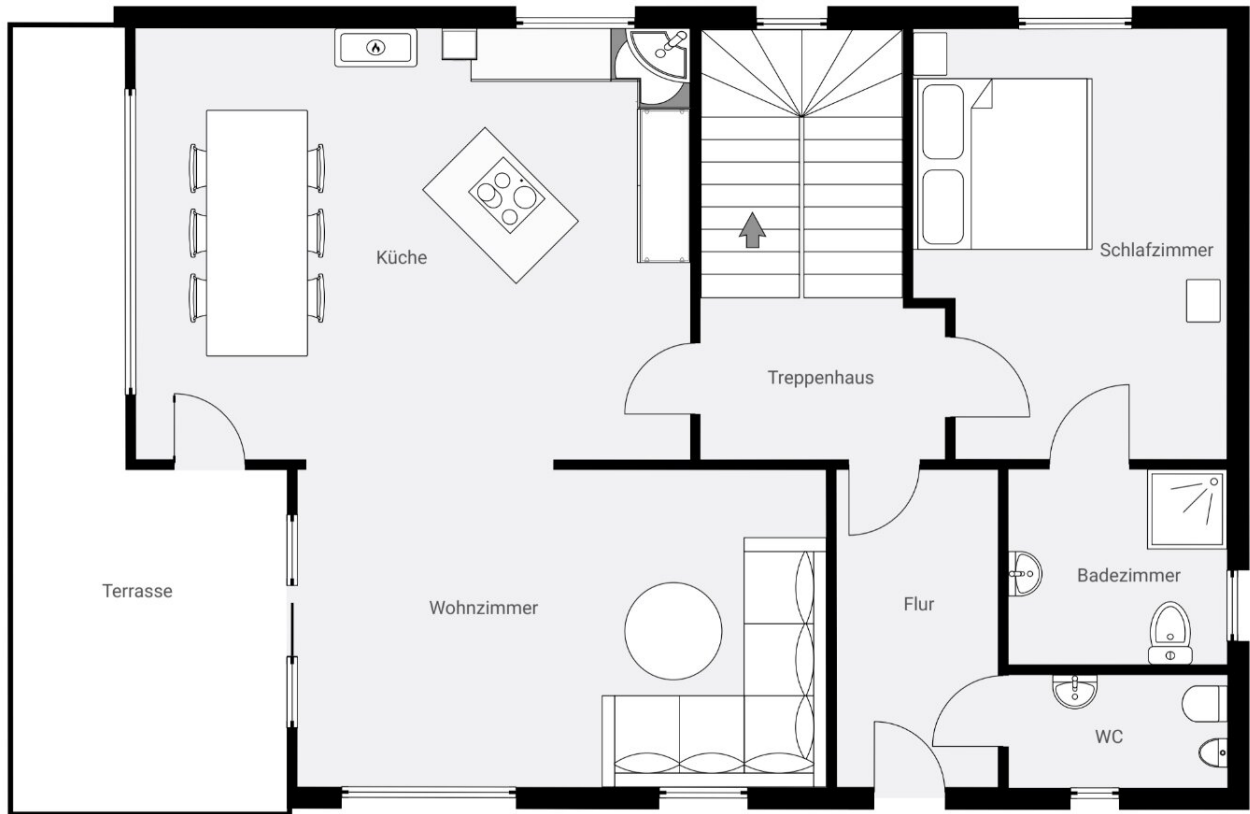 Küche
Schlafzimmer
Treppenhaus
Terrasse
Wohnzimmer
Flur
Badezimmer
WC